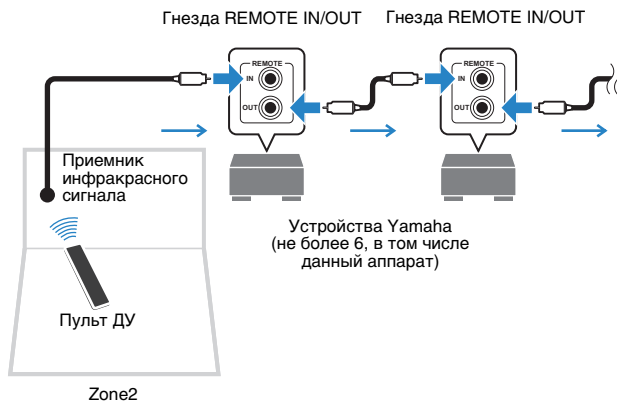 Гнезда REMOTE IN/OUT
Гнезда REMOTE IN/OUT
REMOTE
IN
OUT
REMOTE
IN
OUT
Приемник
инфракрасного
сигнала
Устройства Yamaha
(не более 6, в том числе
данный аппарат)
Пульт ДУ
Zone2